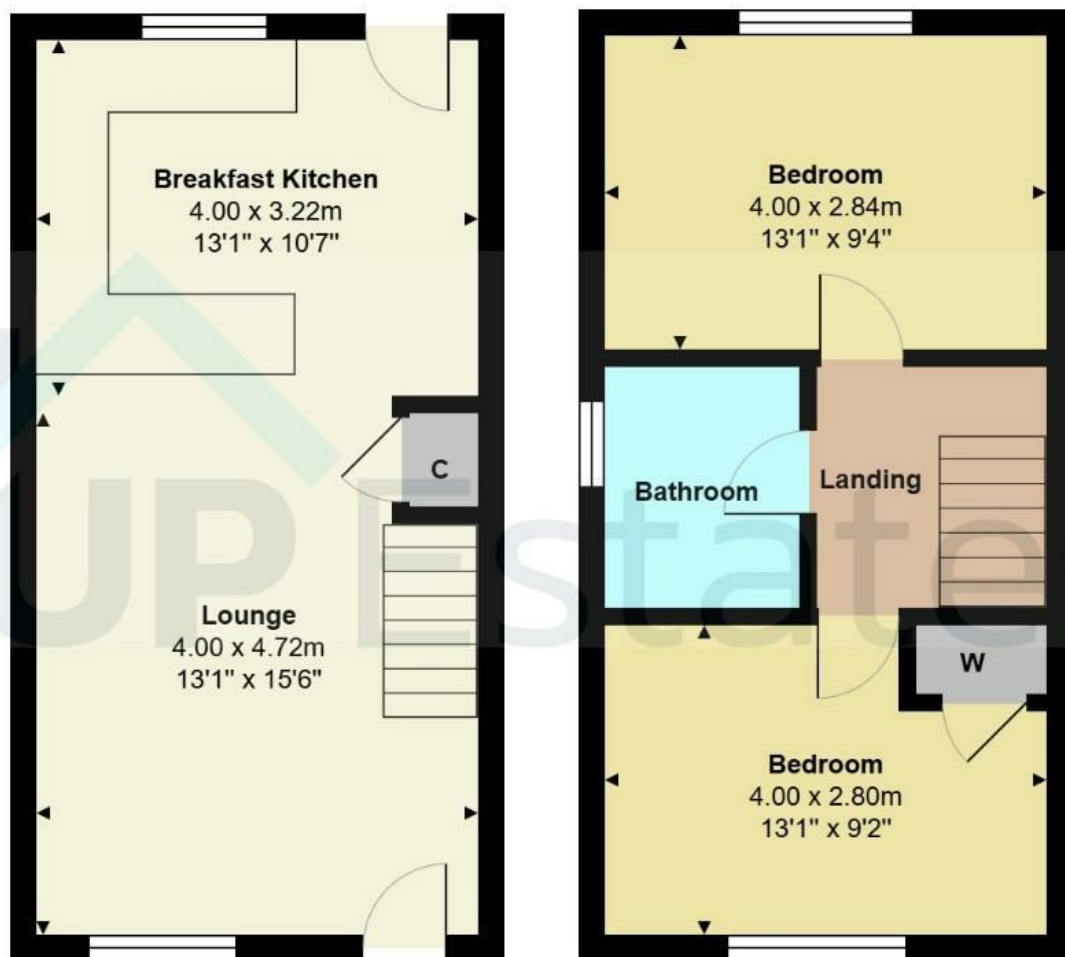 Breakfast Kitchen
4.00 x 3.22m
13'1" x 10'7"
C
Lounge
4.00 x 4.72m
13'1" x 15'6"
Bedroom
4.00 x 2.84m
13'1" x 9'4"
Bathroom
Landing
W
Bedroom
4.00 x 2.80m
13'1" x 9'2"
UP Estate